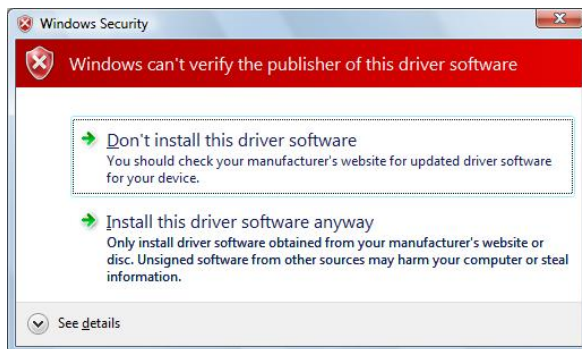 Windows Security
Windows can't verify the publisher of this driver software
Don't install this driver software
You should check your manufacturer's website for updated driver software
for your device.
Install this driver software anyway
Only install driver software obtained from your manufacturer's website or
disc. Unsigned software from other sources may harm your computer or steal
information.
See details